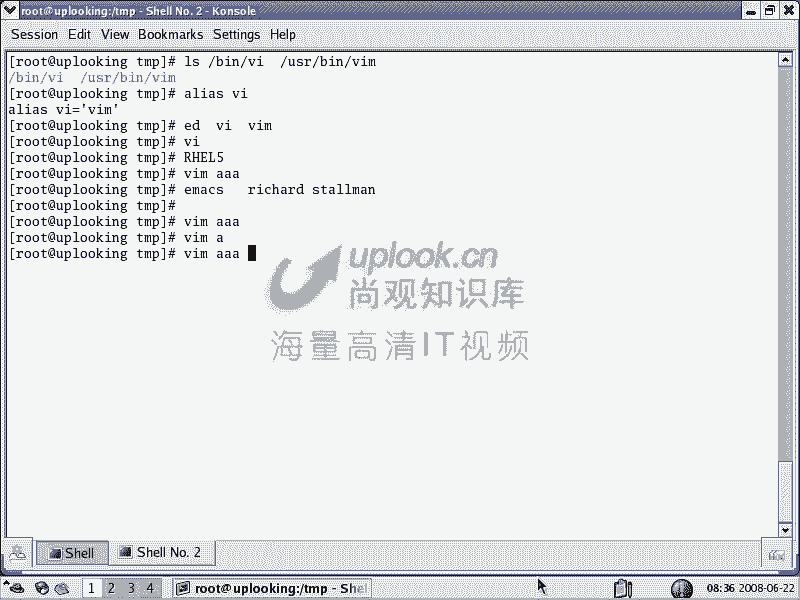 root@uplooking:/tmp - Shell No. 2 - Konsole
Session Edit View Bookmarks Settings Help
[root@uplooking tmp]# ls /bin/vi  /usr/bin/vim
/bin/vi  /usr/bin/vim
[root@uplooking tmp]# alias vi
alias vi='vim'
[root@uplooking tmp]# ed  vi  vim
[root@uplooking tmp]# vi
[root@uplooking tmp]# RHEL5
[root@uplooking tmp]# vim aaa
[root@uplooking tmp]# emacs   richard stallman
[root@uplooking tmp]#
[root@uplooking tmp]# vim aaa
[root@uplooking tmp]# vim a
[root@uplooking tmp]# vim aaa
uplook.cn
尚观知识库
海量高清IT视频
Shell Shell No. 2
1 2 3 4 root@uplooking:/tmp - Shel 08:36 2008-06-22